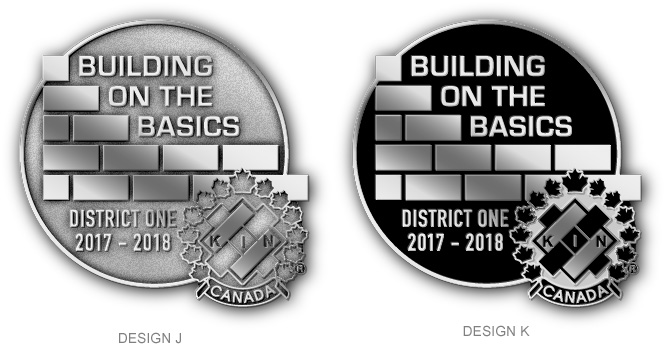 BUILDING
ON THE
BASICS
DISTRICT ONE
2017 - 2018
K I N
®
CANADA
DESIGN J
BUILDING
ON THE
BASICS
DISTRICT ONE
2017 - 2018
K I N
®
CANADA
DESIGN K